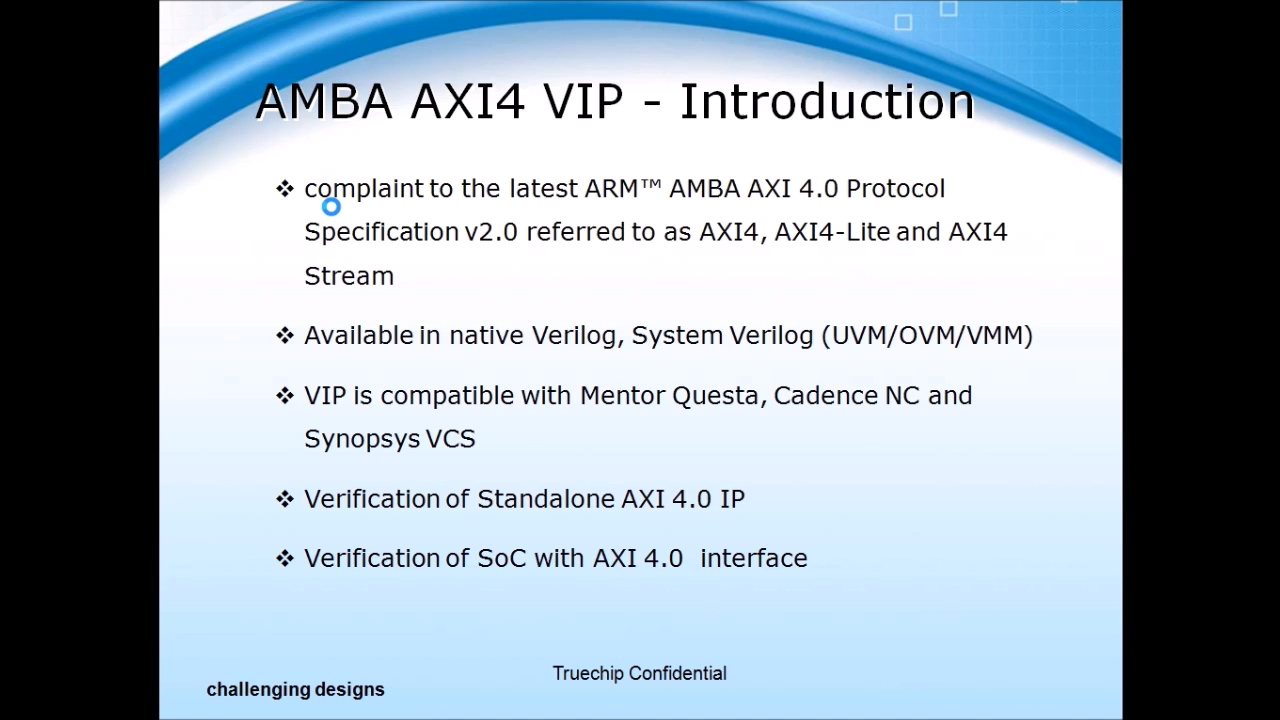 AMBA AXI4 VIP - Introduction
❖ complaint to the latest ARM™ AMBA AXI 4.0 Protocol
Specification v2.0 referred to as AXI4, AXI4-Lite and AXI4
Stream
❖ Available in native Verilog, System Verilog (UVM/OVM/VMM)
❖ VIP is compatible with Mentor Questa, Cadence NC and
Synopsys VCS
❖ Verification of Standalone AXI 4.0 IP
❖ Verification of SoC with AXI 4.0 interface
Truechip Confidential
challenging designs